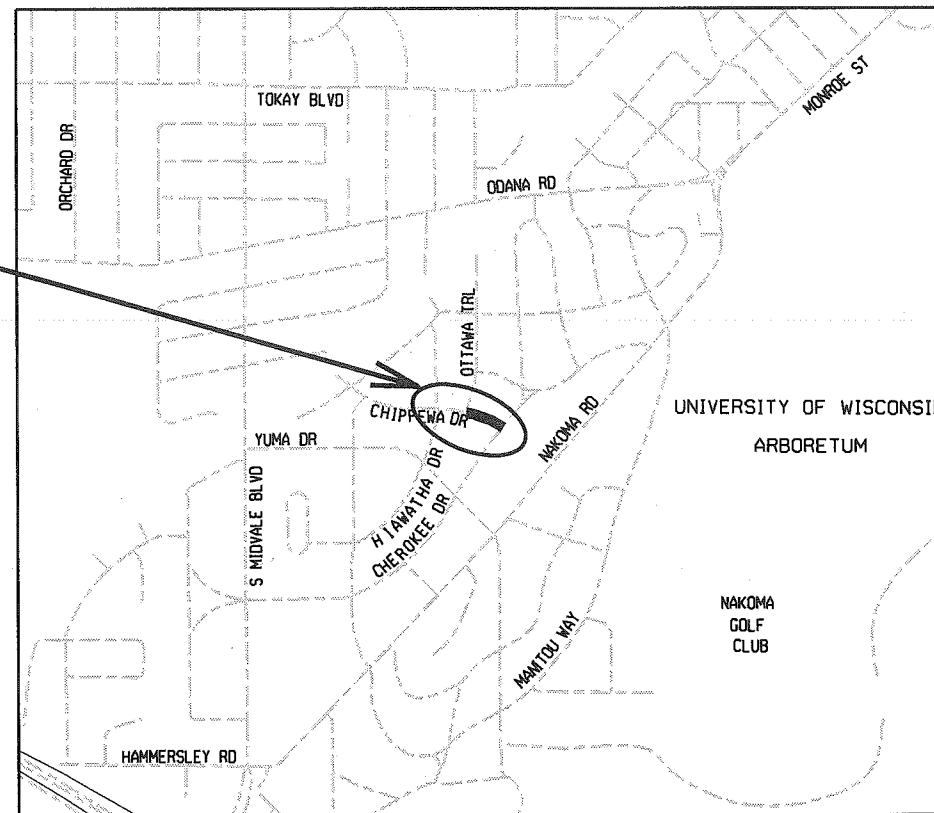 MONROE ST
TOKAY BLVD
ORCHARD DR
ODANA RD
OTTAWA TRL
CHIPPEWA DR
UNIVERSITY OF WISCONSI
ARBORETUM
NAKOMA RD
YUMA DR
HIAWATHA DR
CHEROKEE DR
S MIDVALE BLVD
NAKOMA
GOLF
CLUB
MANITOU WAY
HAMMERSLEY RD